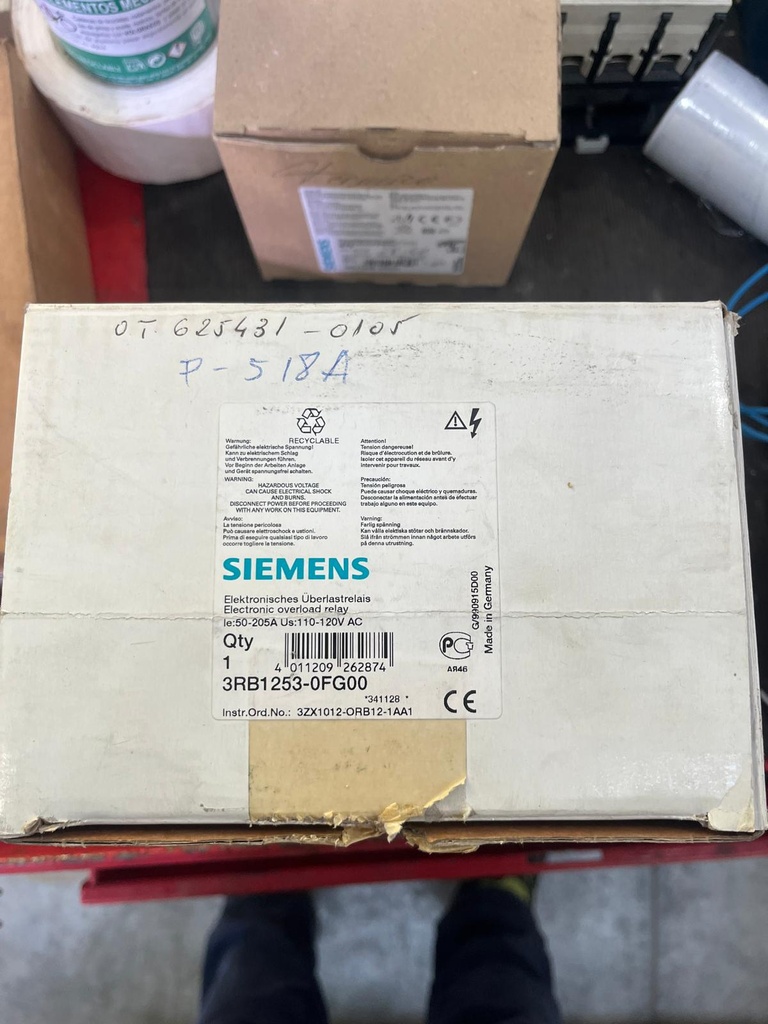 SIEMENS
OT. 625431 - 0105
P - 518A
RECYCLABLE
Warnung:
Gefährliche elektrische Spannung!
Kann zu elektrischem Schlag
und Verbrennungen führen.
Vor Beginn der Arbeiten Anlage
und Gerät spannungsfrei schalten.
Attention!
Tension dangereuse!
Risque d'électrocution et de brûlure.
Isoler cet appareil du réseau avant d'y
intervenir pour travaux.
WARNING:
HAZARDOUS VOLTAGE
CAN CAUSE ELECTRICAL SHOCK
AND BURNS.
DISCONNECT POWER BEFORE PROCEEDING
WITH ANY WORK ON THIS EQUIPMENT.
Precaución:
Tensión peligrosa
Puede causar choque eléctrico y quemaduras.
Desconectar la alimentación antes de efectuar
trabajo alguno en este equipo.
Avviso:
La tensione pericolosa
Può causare elettroshock e ustioni.
Prima di eseguire qualsiasi tipo di lavoro
occorre togliere la tensione.
Varning:
Farlig spänning
Kan vålla elektiska stöter och brännskador.
Slå ifrån strömmen innan något arbete utförs
på denna utrustning.
SIEMENS
Elektronisches Überlastrelais
Electronic overload relay
Ie:50-205A Us:110-120V AC
Qty
1
4 011209 262874
3RB1253-0FG00
*341128 *
Instr.Ord.No.: 3ZX1012-ORB12-1AA1
PC
AR46
CE
G/990915D00
Made in Germany